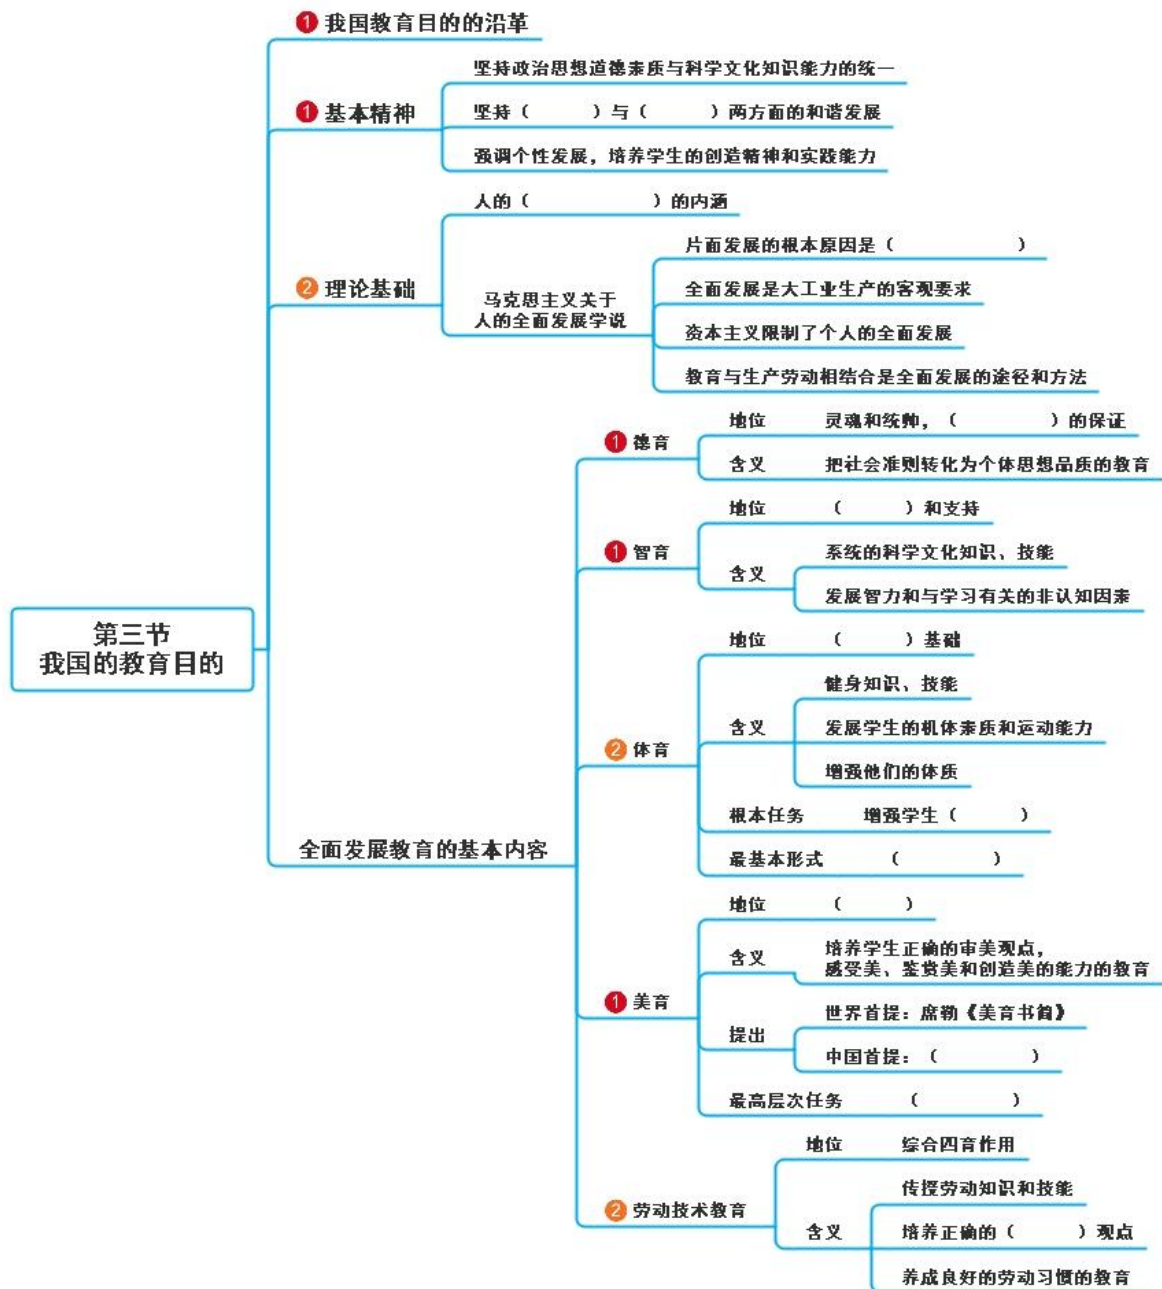 ❶ 我国教育目的的沿革
坚持政治思想道德素质与科学文化知识能力的统一
❶ 基本精神
坚持（　　　）与（　　　）两方面的和谐发展
强调个性发展，培养学生的创造精神和实践能力
人的（　　　　　　）的内涵
❷ 理论基础
片面发展的根本原因是（　　　　　　）
马克思主义关于
人的全面发展学说
全面发展是大工业生产的客观要求
资本主义限制了个人的全面发展
教育与生产劳动相结合是全面发展的途径和方法
第三节
我国的教育目的
全面发展教育的基本内容
❶ 德育
地位　灵魂和统帅，（　　　　　）的保证
含义　把社会准则转化为个体思想品质的教育
❶ 智育
地位　（　　　）和支持
含义
系统的科学文化知识、技能
发展智力和与学习有关的非认知因素
❷ 体育
地位　（　　　）基础
含义
健身知识、技能
发展学生的机体素质和运动能力
增强他们的体质
根本任务　增强学生（　　　）
最基本形式　（　　　　　）
❶ 美育
地位　（　　　）
含义
培养学生正确的审美观点，
感受美、鉴赏美和创造美的能力的教育
提出
世界首提：席勒《美育书简》
中国首提：（　　　　　）
最高层次任务　（　　　　　）
❷ 劳动技术教育
地位　综合四育作用
含义
传授劳动知识和技能
培养正确的（　　　）观点
养成良好的劳动习惯的教育